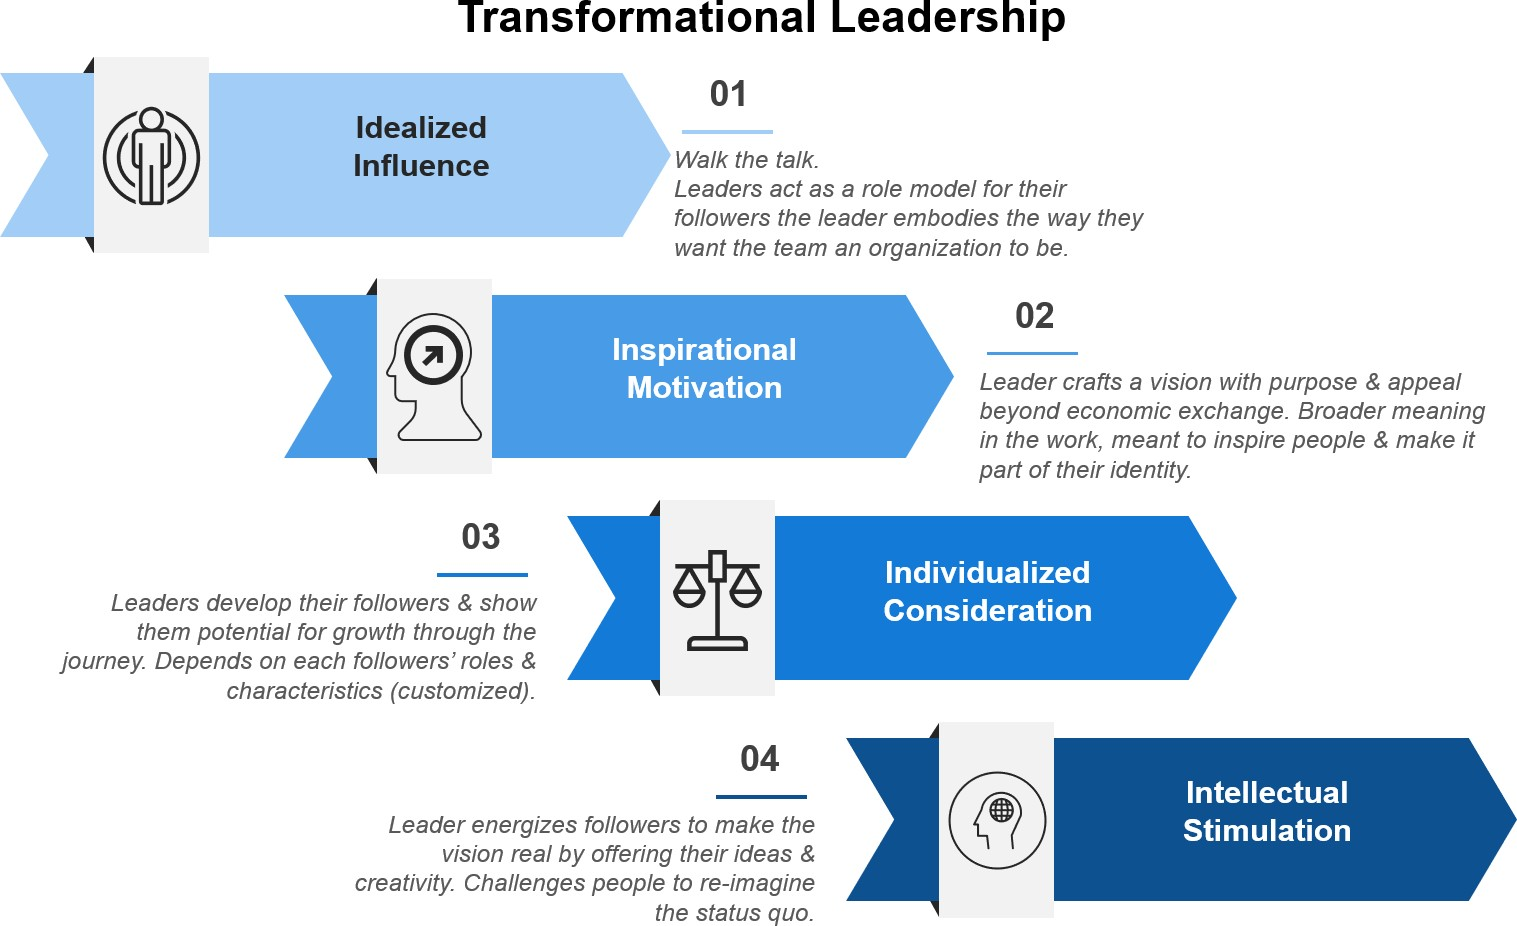 Transformational Leadership
Idealized
Influence
01
Walk the talk.
Leaders act as a role model for their
followers the leader embodies the way they
want the team an organization to be.
Inspirational
Motivation
02
Leader crafts a vision with purpose & appeal
beyond economic exchange. Broader meaning
in the work, meant to inspire people & make it
part of their identity.
03
Leaders develop their followers & show
them potential for growth through the
journey. Depends on each followers’ roles &
characteristics (customized).
Individualized
Consideration
04
Leader energizes followers to make the
vision real by offering their ideas &
creativity. Challenges people to re-imagine
the status quo.
Intellectual
Stimulation